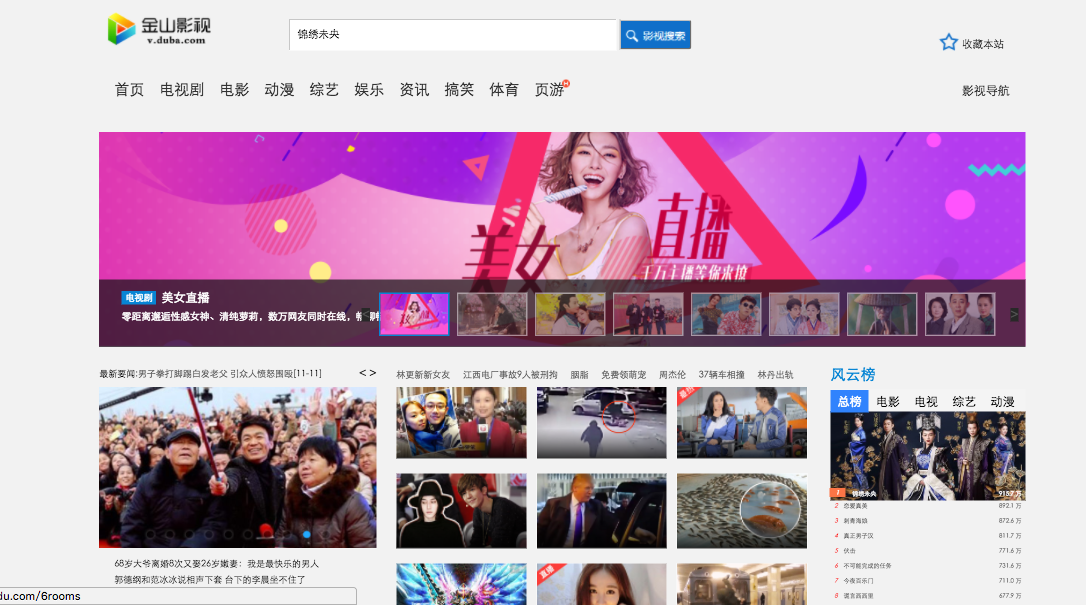 金山影视
v.duba.com
锦绣未央
影视搜索
收藏本站
首页 电视剧 电影 动漫 综艺 娱乐 资讯 搞笑 体育 页游
影视导航
美女
直播
千万主播等你来撩
电视剧 美女直播
零距离邂逅性感女神、清纯萝莉，数万网友同时在线，
最新要闻:男子拳打脚踢白发老父 引众人愤怒围殴[11-11] < >
林更新新女友 江西电厂事故9人被刑拘 胭脂 免费领萌宠 周杰伦 37辆车相撞 林丹出轨
风云榜
总榜 电影 电视 综艺 动漫
1 锦绣未央 915.7 万
2 恋爱真美 892.1 万
3 刺青海娘 872.6 万
4 真正男子汉 811.7 万
5 伏击 771.6 万
6 不可能完成的任务 731.6 万
7 今夜百乐门 711.0 万
8 谎言西西里 677.9 万
68岁大爷离婚8次又娶26岁嫩妻：我是最快乐的男人
郭德纲和范冰冰说相声下套 台下的李晨坐不住了
直播
du.com/6rooms